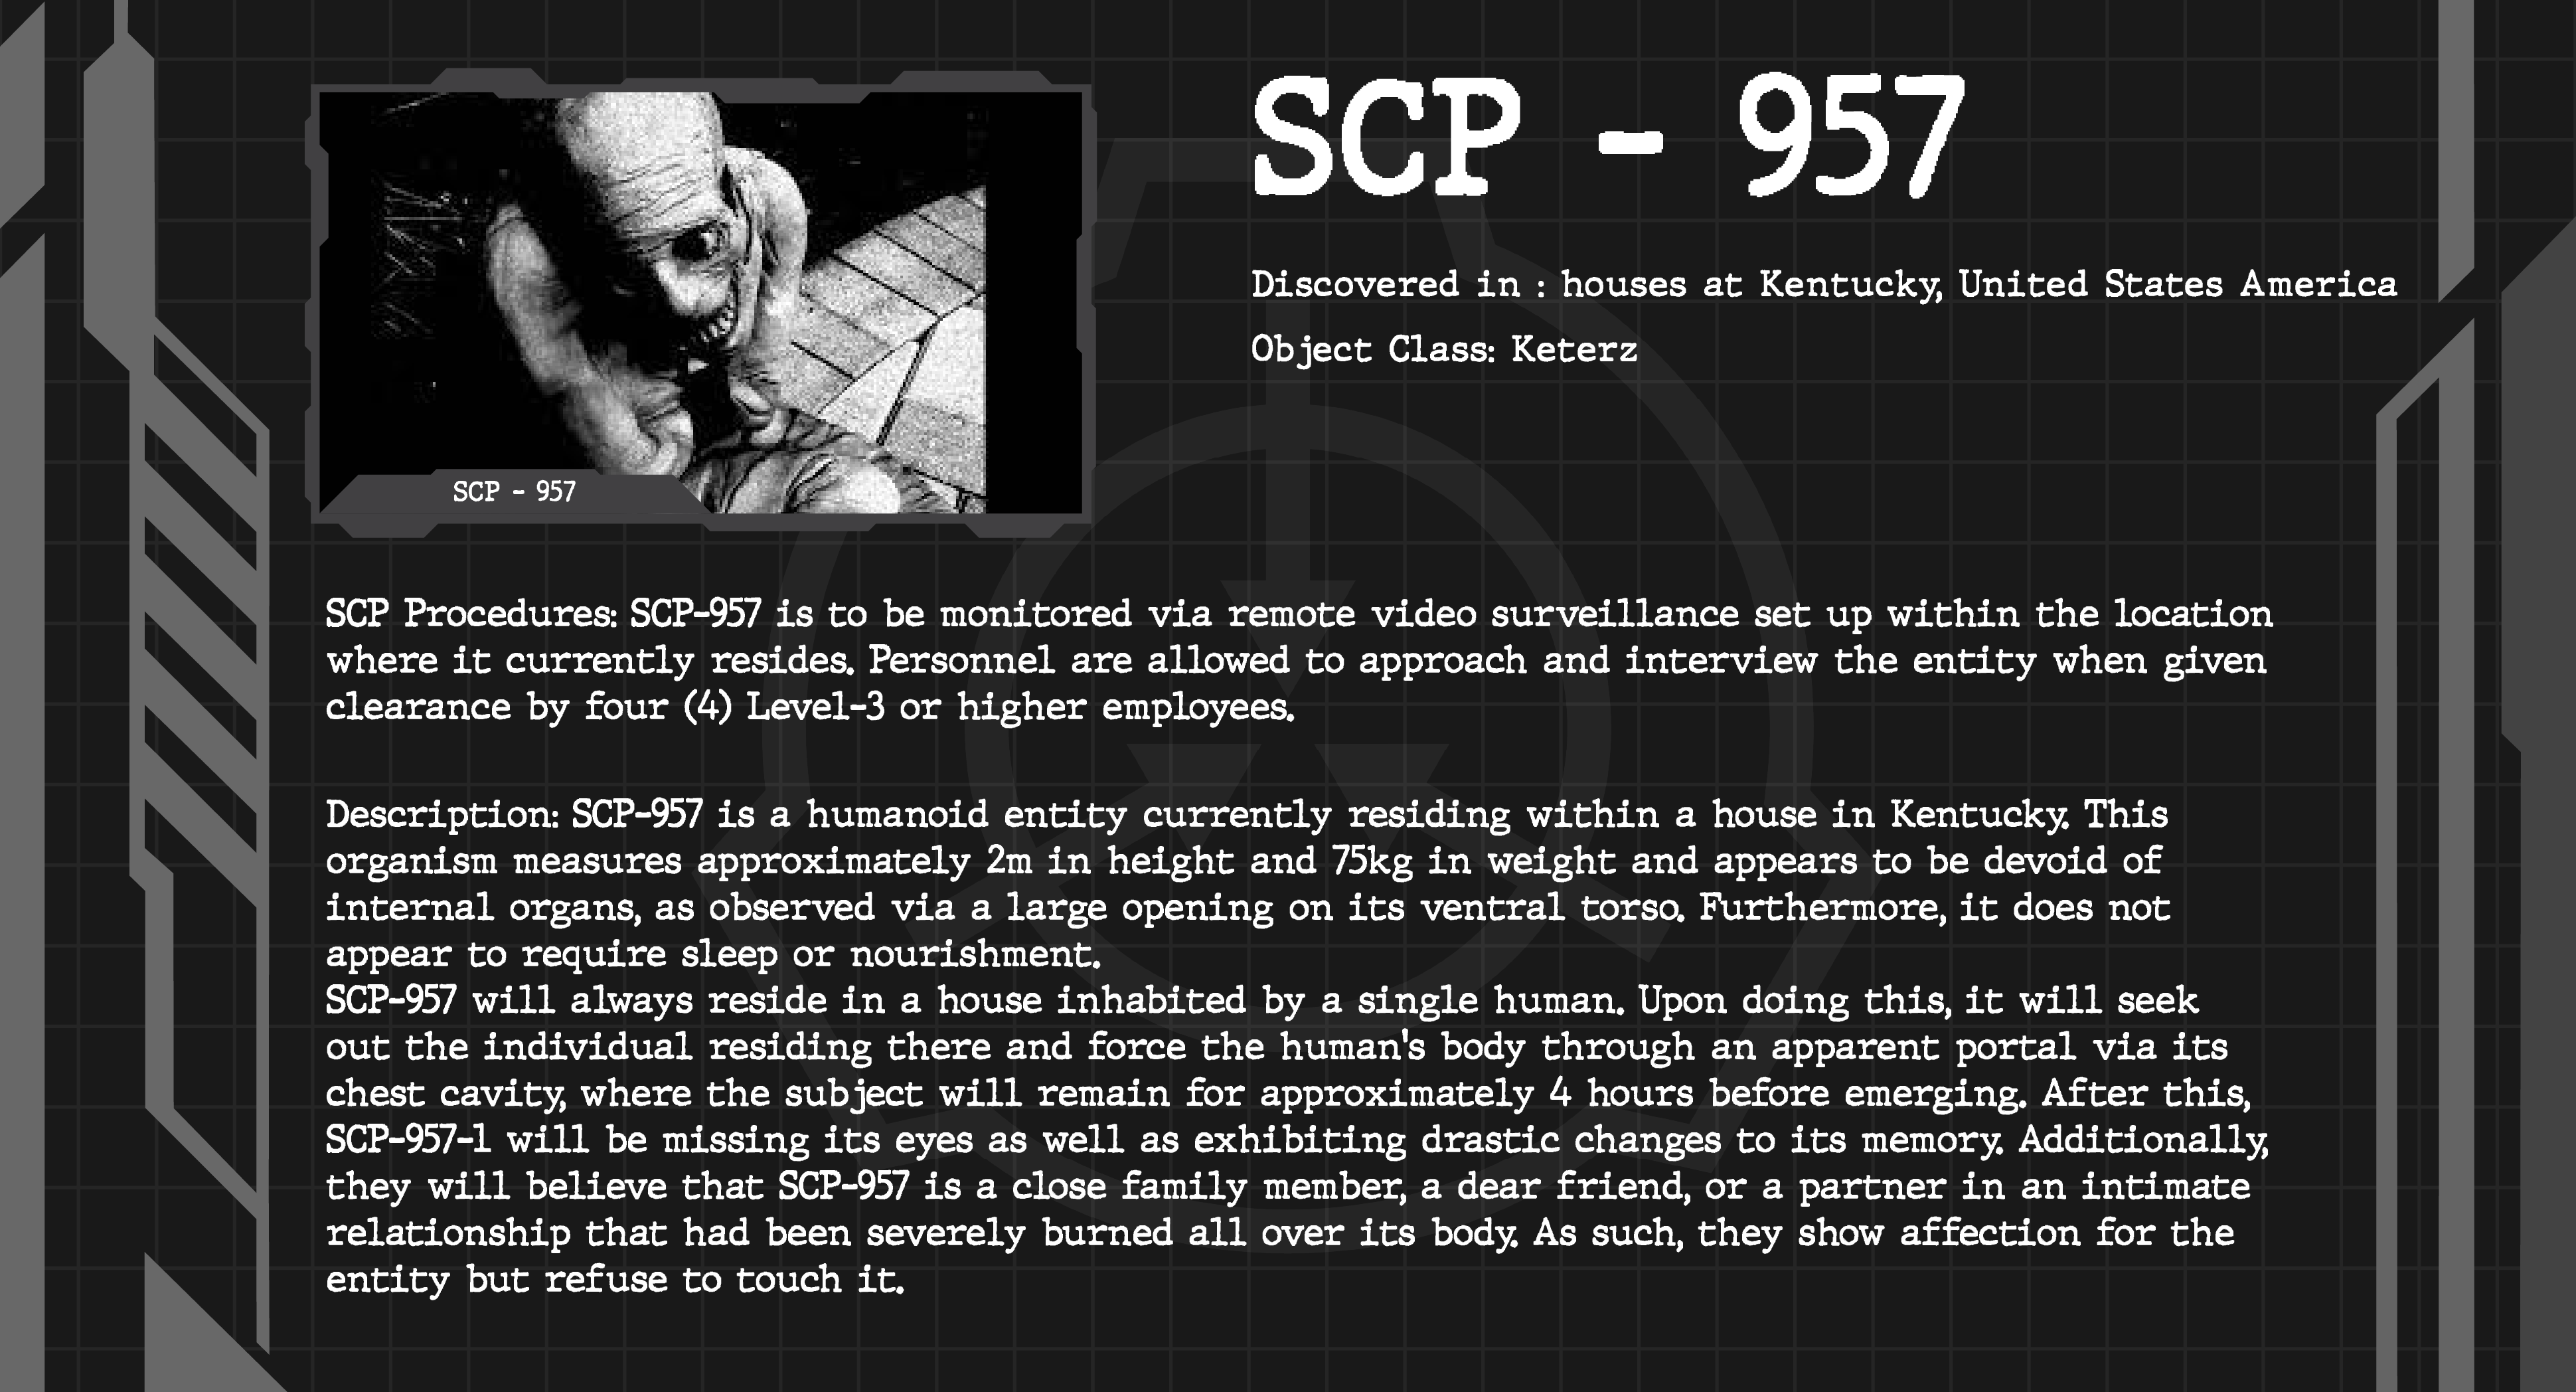 SCP - 957
Discovered in : houses at Kentucky, United States America
Object Class: Keterz
SCP - 957
SCP Procedures: SCP-957 is to be monitored via remote video surveillance set up within the location
where it currently resides. Personnel are allowed to approach and interview the entity when given
clearance by four (4) Level-3 or higher employees.
Description: SCP-957 is a humanoid entity currently residing within a house in Kentucky. This
organism measures approximately 2m in height and 75kg in weight and appears to be devoid of
internal organs, as observed via a large opening on its ventral torso. Furthermore, it does not
appear to require sleep or nourishment.
SCP-957 will always reside in a house inhabited by a single human. Upon doing this, it will seek
out the individual residing there and force the human's body through an apparent portal via its
chest cavity, where the subject will remain for approximately 4 hours before emerging. After this,
SCP-957-1 will be missing its eyes as well as exhibiting drastic changes to its memory. Additionally,
they will believe that SCP-957 is a close family member, a dear friend, or a partner in an intimate
relationship that had been severely burned all over its body. As such, they show affection for the
entity but refuse to touch it.